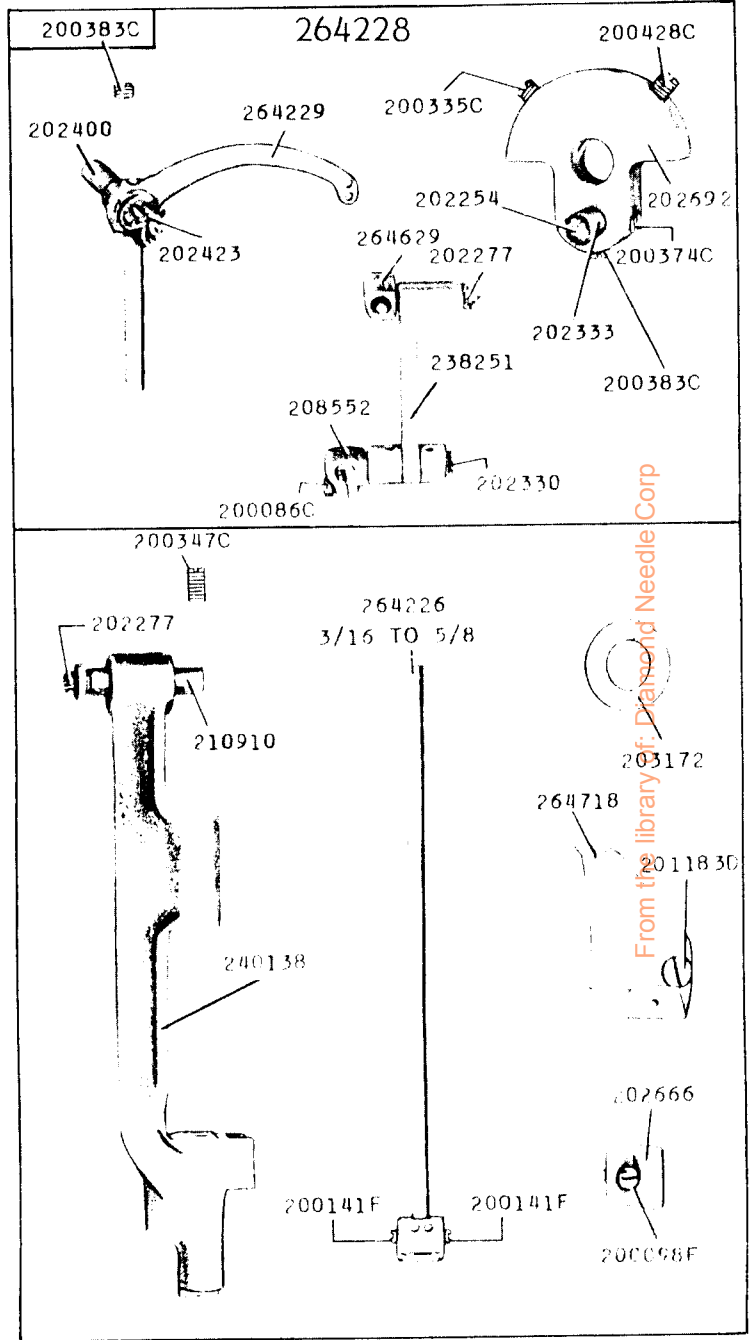 200383C
264228
200428C
200335C
202400
264229
202254
202692
202423
264629
202277
200374C
202333
238251
200383C
208552
202330
200086C
200347C
264226
3/16 TO 5/8
202277
210910
203172
264718
201183D
240138
202666
200141F
200141F
200098F
From the library of: Diamond Needle Corp